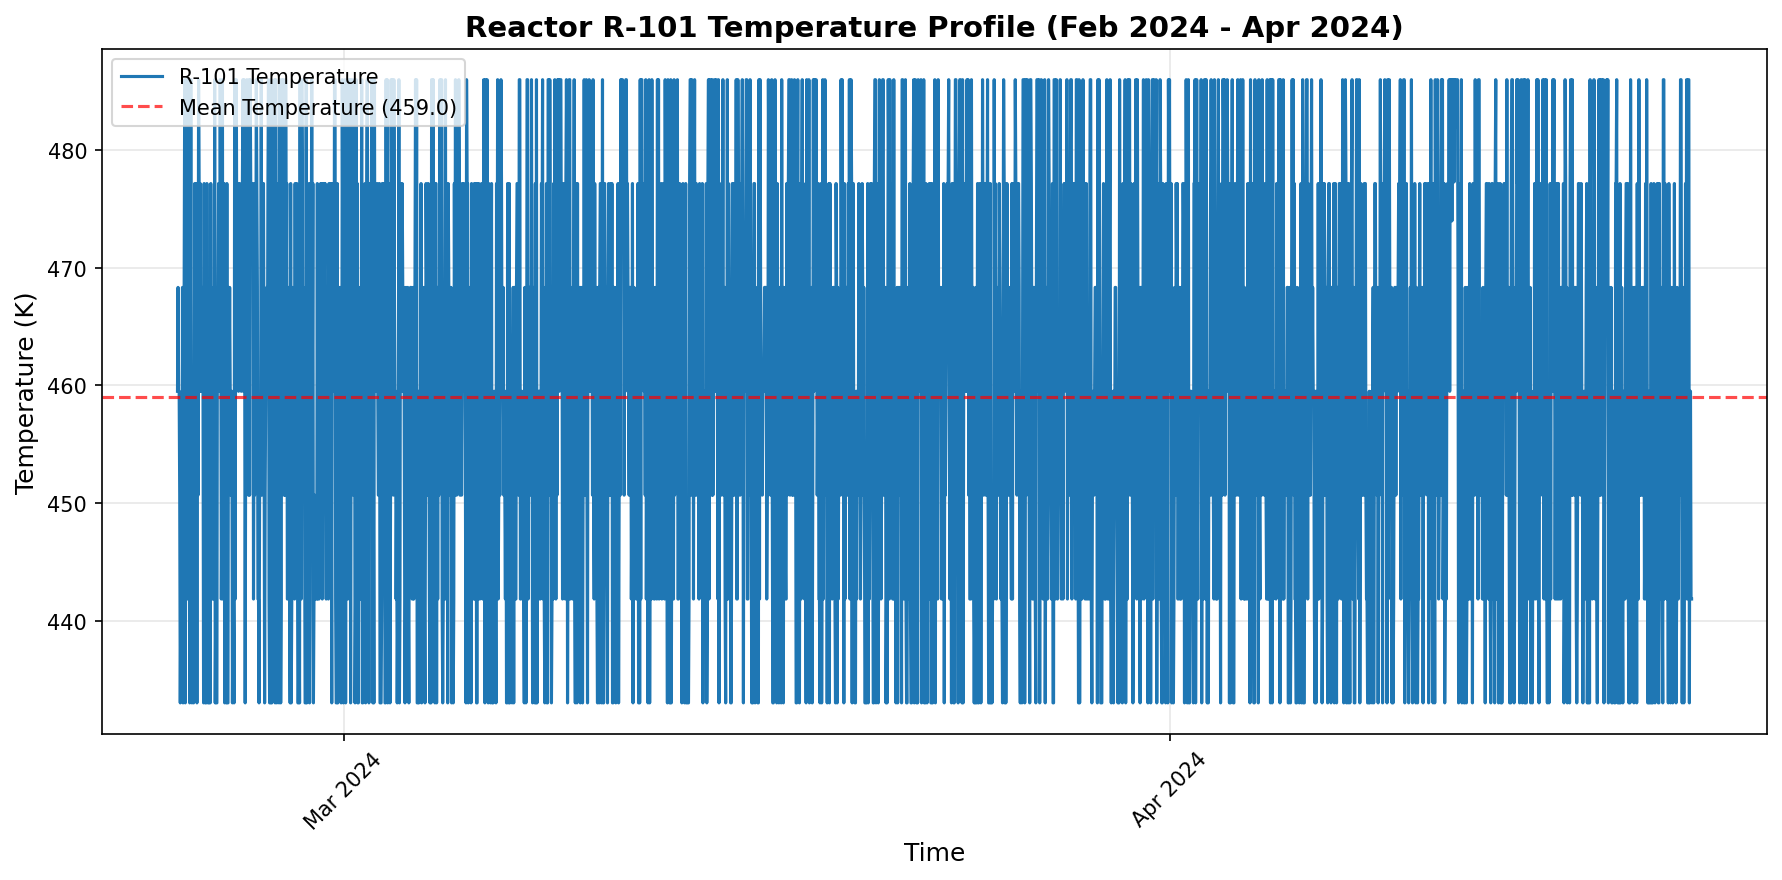 Reactor R-101 Temperature Profile (Feb 2024 - Apr 2024)
R-101 Temperature
Mean Temperature (459.0)
Temperature (K)
480
470
460
450
440
Mar 2024
Apr 2024
Time